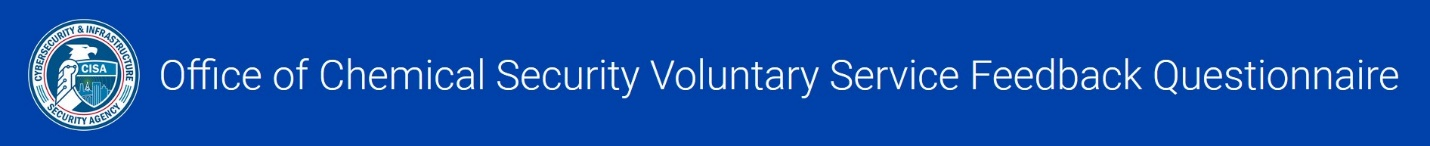 CYBERSECURITY & INFRASTRUCTURE
CISA
SECURITY AGENCY
Office of Chemical Security Voluntary Service Feedback Questionnaire